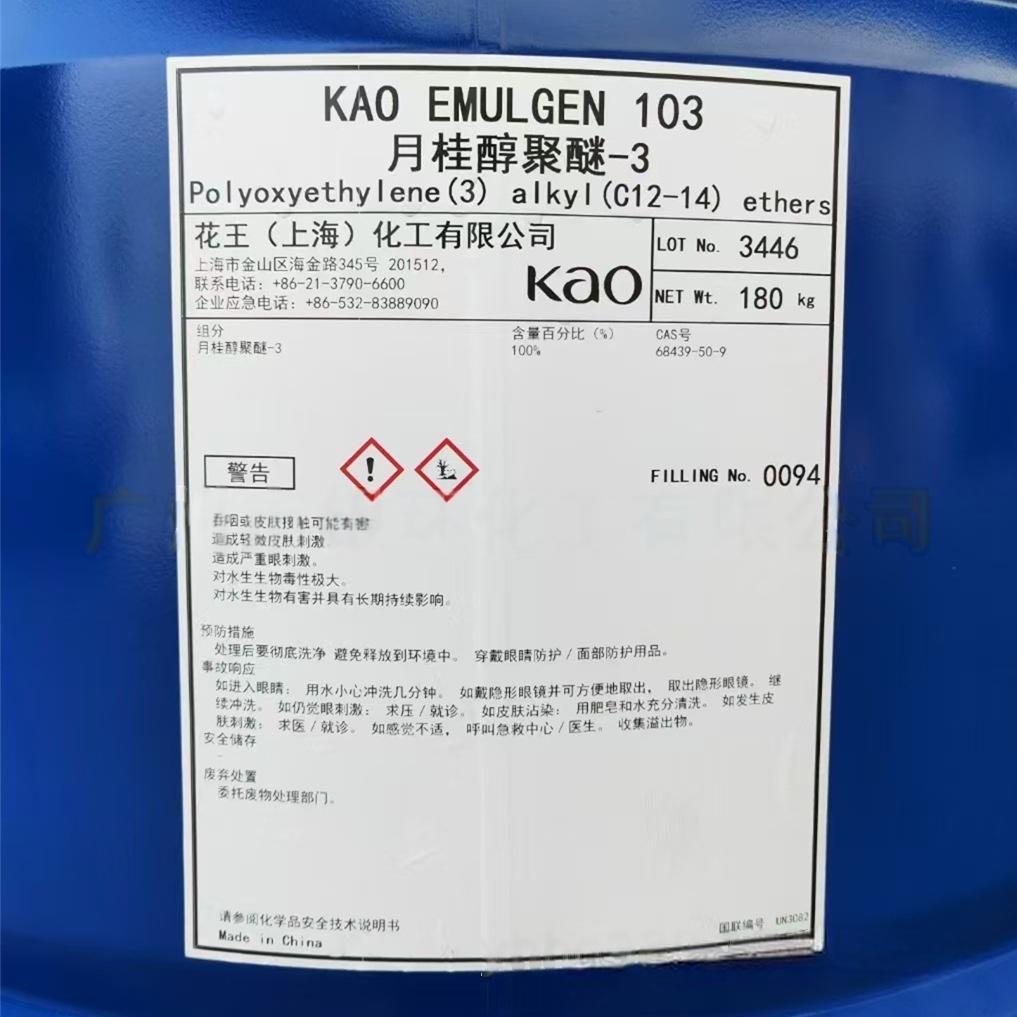 KAO EMULGEN 103
月桂醇聚醚-3
Polyoxyethylene(3) alkyl(C12-14) ethers
花王（上海）化工有限公司
上海市金山区海金路345号 201512，
联系电话：+86-21-3790-6600
企业应急电话：+86-532-83889090
Kao
LOT No. 3446
NET Wt. 180 kg
组分 含量百分比（%） CAS号
月桂醇聚醚-3 100% 68439-50-9
警告
FILLING No. 0094
吞咽或皮肤接触可能有害
造成轻微皮肤刺激
造成严重眼刺激。
对水生生物毒性极大。
对水生生物有害并具有长期持续影响。
预防措施
处理后要彻底洗净 避免释放到环境中。 穿戴眼睛防护/面部防护用品。
事故响应
如进入眼睛： 用水小心冲洗几分钟。 如戴隐形眼镜并可方便地取出， 取出隐形眼镜。 继
续冲洗。 如仍觉眼刺激： 求压/就诊。 如皮肤沾染： 用肥皂和水充分清洗。 如发生皮
肤刺激： 求医/就诊。 如感觉不适， 呼叫急救中心/医生。 收集溢出物。
安全储存
-
废弃处置
委托废物处理部门。
请参阅化学品安全技术说明书
Made in China
国联编号 UN3082